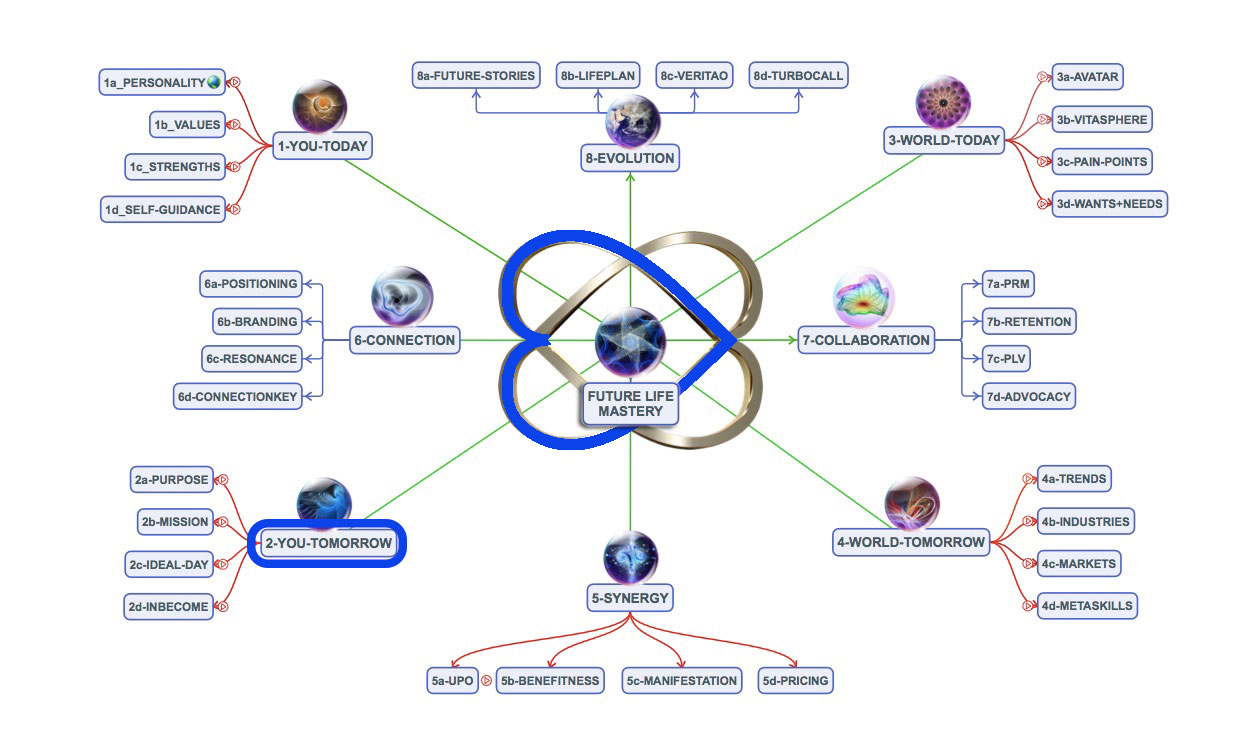 1a_PERSONALITY
1b_VALUES
1c_STRENGTHS
1d_SELF-GUIDANCE
1-YOU-TODAY
8a-FUTURE-STORIES
8b-LIFEPLAN
8c-VERITAO
8d-TURBOCALL
8-EVOLUTION
3-WORLD-TODAY
3a-AVATAR
3b-VITASPHERE
3c-PAIN-POINTS
3d-WANTS+NEEDS
6a-POSITIONING
6b-BRANDING
6c-RESONANCE
6d-CONNECTIONKEY
6-CONNECTION
FUTURE LIFE
MASTERY
7-COLLABORATION
7a-PRM
7b-RETENTION
7c-PLV
7d-ADVOCACY
2a-PURPOSE
2b-MISSION
2c-IDEAL-DAY
2d-INBECOME
2-YOU-TOMORROW
5-SYNERGY
5a-UPO
5b-BENEFITNESS
5c-MANIFESTATION
5d-PRICING
4-WORLD-TOMORROW
4a-TRENDS
4b-INDUSTRIES
4c-MARKETS
4d-METASKILLS